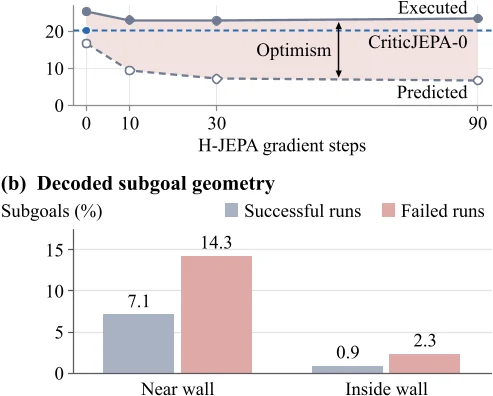 Executed
20
Optimism
CriticJEPA-0
10
Predicted
0
0 10 30 90
H-JEPA gradient steps
(b) Decoded subgoal geometry
Subgoals (%)
Successful runs
Failed runs
15
14.3
10
7.1
5
2.3
0.9
0
Near wall
Inside wall